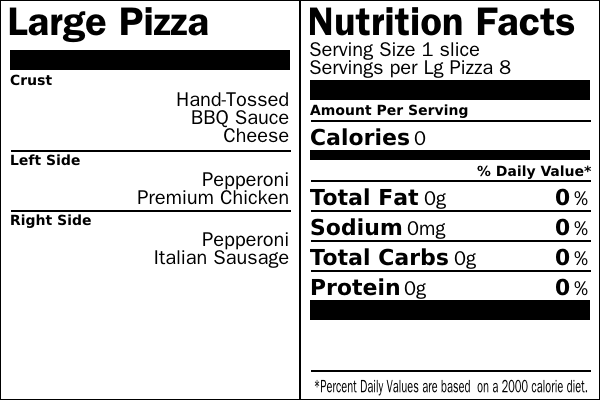 Large Pizza
Crust
Hand-Tossed
BBQ Sauce
Cheese
Left Side
Pepperoni
Premium Chicken
Right Side
Pepperoni
Italian Sausage
Nutrition Facts
Serving Size 1 slice
Servings per Lg Pizza 8
Amount Per Serving
Calories 0
% Daily Value*
Total Fat 0g 0 %
Sodium 0mg 0 %
Total Carbs 0g 0 %
Protein 0g 0 %
*Percent Daily Values are based on a 2000 calorie diet.